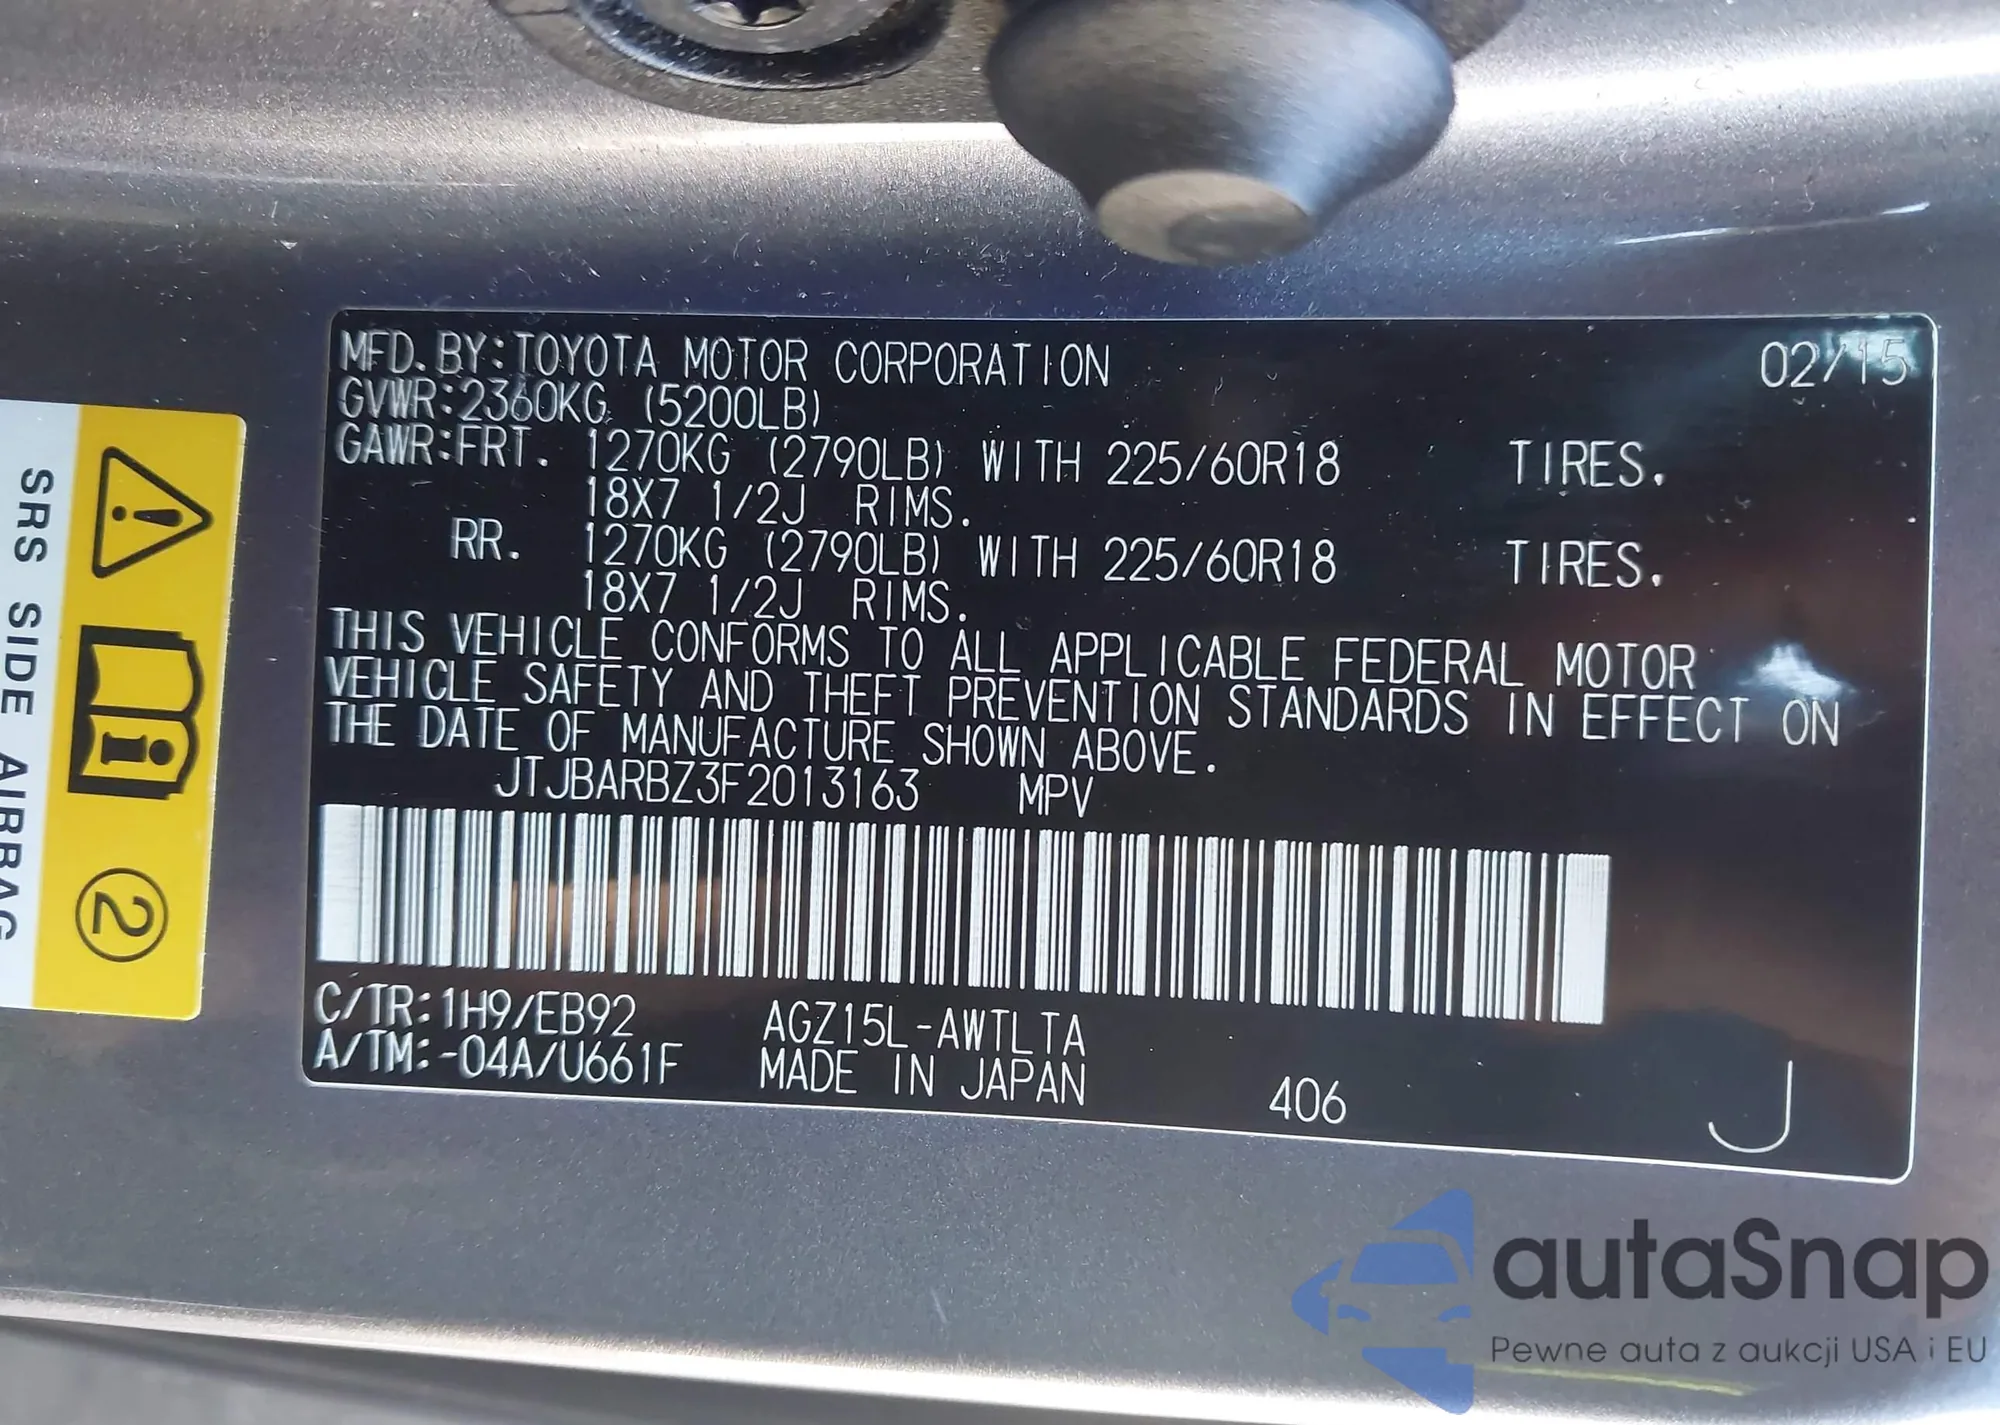 MFD.BY:TOYOTA MOTOR CORPORATION 02/15
GVWR:2360KG (5200LB)
GAWR:FRT. 1270KG (2790LB) WITH 225/60R18 TIRES.
18X7 1/2J RIMS.
RR. 1270KG (2790LB) WITH 225/60R18 TIRES.
18X7 1/2J RIMS.
THIS VEHICLE CONFORMS TO ALL APPLICABLE FEDERAL MOTOR
VEHICLE SAFETY AND THEFT PREVENTION STANDARDS IN EFFECT ON
THE DATE OF MANUFACTURE SHOWN ABOVE.
JTJBARBZ3F2013163 MPV
C/TR:1H9/EB92 AGZ15L-AWTLTA
A/TM:-04A/U661F MADE IN JAPAN 406 J
SRS SIDE AIRBAG
2
autaSnap
Pewne auta z aukcji USA i EU